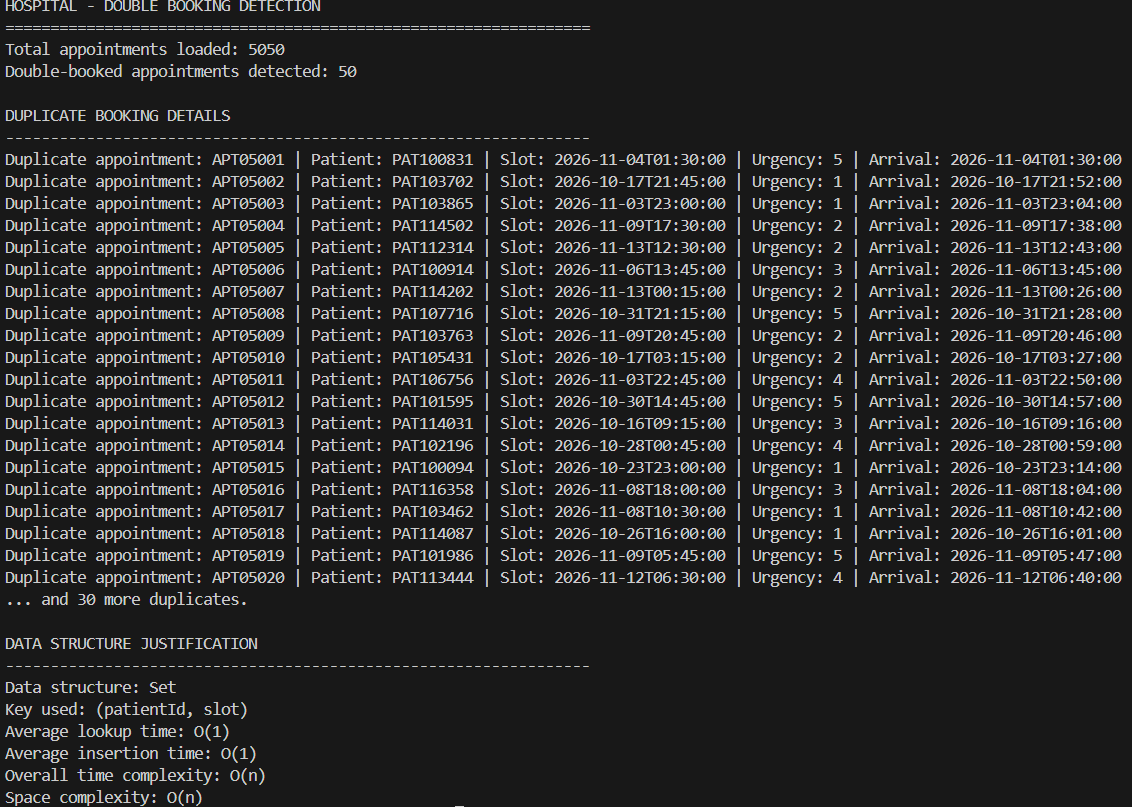 HOSPITAL - DOUBLE BOOKING DETECTION
=================================================================
Total appointments loaded: 5050
Double-booked appointments detected: 50
DUPLICATE BOOKING DETAILS
-----------------------------------------------------------------
Duplicate appointment: APT05001 | Patient: PAT100831 | Slot: 2026-11-04T01:30:00 | Urgency: 5 | Arrival: 2026-11-04T01:30:00
Duplicate appointment: APT05002 | Patient: PAT103702 | Slot: 2026-10-17T21:45:00 | Urgency: 1 | Arrival: 2026-10-17T21:52:00
Duplicate appointment: APT05003 | Patient: PAT103865 | Slot: 2026-11-03T23:00:00 | Urgency: 1 | Arrival: 2026-11-03T23:04:00
Duplicate appointment: APT05004 | Patient: PAT114502 | Slot: 2026-11-09T17:30:00 | Urgency: 2 | Arrival: 2026-11-09T17:38:00
Duplicate appointment: APT05005 | Patient: PAT112314 | Slot: 2026-11-13T12:30:00 | Urgency: 2 | Arrival: 2026-11-13T12:43:00
Duplicate appointment: APT05006 | Patient: PAT100914 | Slot: 2026-11-06T13:45:00 | Urgency: 3 | Arrival: 2026-11-06T13:45:00
Duplicate appointment: APT05007 | Patient: PAT114202 | Slot: 2026-11-13T00:15:00 | Urgency: 2 | Arrival: 2026-11-13T00:26:00
Duplicate appointment: APT05008 | Patient: PAT107716 | Slot: 2026-10-31T21:15:00 | Urgency: 5 | Arrival: 2026-10-31T21:28:00
Duplicate appointment: APT05009 | Patient: PAT103763 | Slot: 2026-11-09T20:45:00 | Urgency: 2 | Arrival: 2026-11-09T20:46:00
Duplicate appointment: APT05010 | Patient: PAT105431 | Slot: 2026-10-17T03:15:00 | Urgency: 2 | Arrival: 2026-10-17T03:27:00
Duplicate appointment: APT05011 | Patient: PAT106756 | Slot: 2026-11-03T22:45:00 | Urgency: 4 | Arrival: 2026-11-03T22:50:00
Duplicate appointment: APT05012 | Patient: PAT101595 | Slot: 2026-10-30T14:45:00 | Urgency: 5 | Arrival: 2026-10-30T14:57:00
Duplicate appointment: APT05013 | Patient: PAT114031 | Slot: 2026-10-16T09:15:00 | Urgency: 3 | Arrival: 2026-10-16T09:16:00
Duplicate appointment: APT05014 | Patient: PAT102196 | Slot: 2026-10-28T00:45:00 | Urgency: 4 | Arrival: 2026-10-28T00:59:00
Duplicate appointment: APT05015 | Patient: PAT100094 | Slot: 2026-10-23T23:00:00 | Urgency: 1 | Arrival: 2026-10-23T23:14:00
Duplicate appointment: APT05016 | Patient: PAT116358 | Slot: 2026-11-08T18:00:00 | Urgency: 3 | Arrival: 2026-11-08T18:04:00
Duplicate appointment: APT05017 | Patient: PAT103462 | Slot: 2026-11-08T10:30:00 | Urgency: 1 | Arrival: 2026-11-08T10:42:00
Duplicate appointment: APT05018 | Patient: PAT114087 | Slot: 2026-10-26T16:00:00 | Urgency: 1 | Arrival: 2026-10-26T16:01:00
Duplicate appointment: APT05019 | Patient: PAT101986 | Slot: 2026-11-09T05:45:00 | Urgency: 5 | Arrival: 2026-11-09T05:47:00
Duplicate appointment: APT05020 | Patient: PAT113444 | Slot: 2026-11-12T06:30:00 | Urgency: 4 | Arrival: 2026-11-12T06:40:00
... and 30 more duplicates.
DATA STRUCTURE JUSTIFICATION
-----------------------------------------------------------------
Data structure: Set
Key used: (patientId, slot)
Average lookup time: O(1)
Average insertion time: O(1)
Overall time complexity: O(n)
Space complexity: O(n)